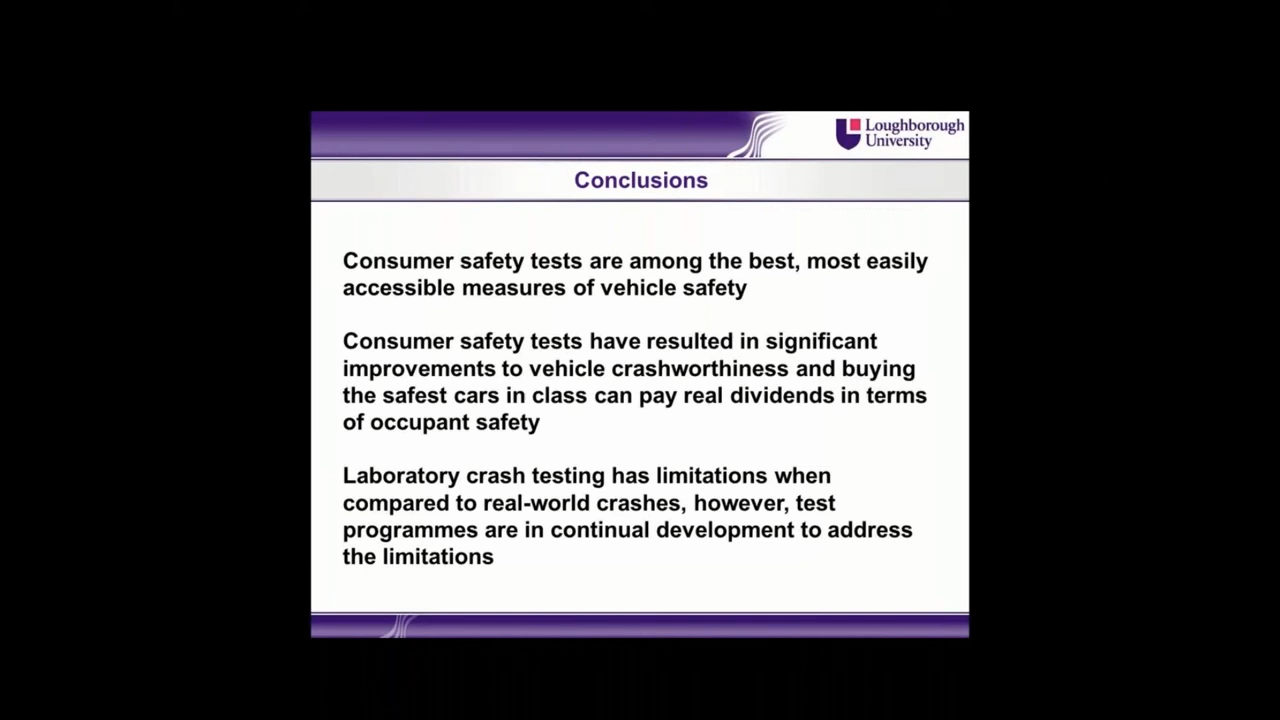 Loughborough
University
Conclusions
Consumer safety tests are among the best, most easily
accessible measures of vehicle safety
Consumer safety tests have resulted in significant
improvements to vehicle crashworthiness and buying
the safest cars in class can pay real dividends in terms
of occupant safety
Laboratory crash testing has limitations when
compared to real-world crashes, however, test
programmes are in continual development to address
the limitations